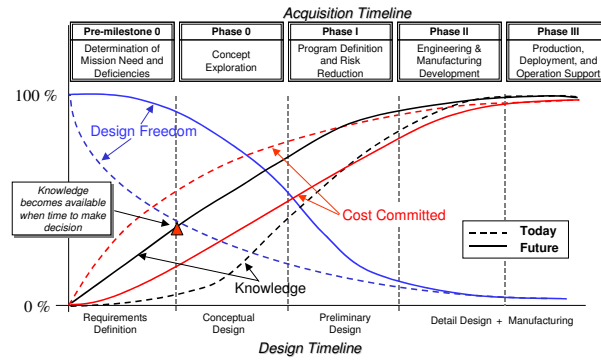 Acquisition Timeline
Pre-milestone 0
Determination of
Mission Need and
Deficiencies
Phase 0
Concept
Exploration
Phase I
Program Definition
and Risk
Reduction
Phase II
Engineering &
Manufacturing
Development
Phase III
Production,
Deployment, and
Operation Support
100 %
Design Freedom
Knowledge
becomes available
when time to make
decision
Cost Committed
Today
Future
Knowledge
0 %
Requirements
Definition
Conceptual
Design
Preliminary
Design
Detail Design + Manufacturing
Design Timeline